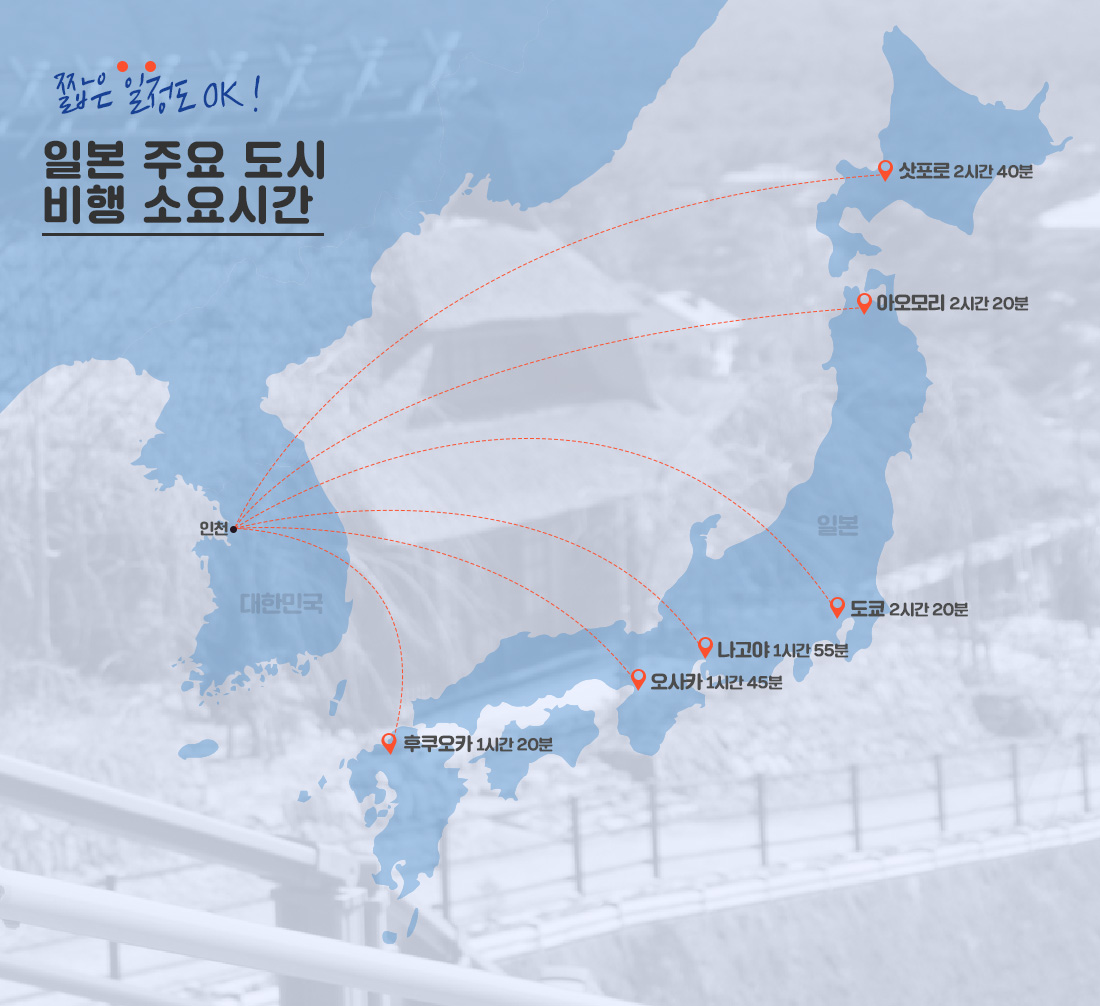 짧은 일정도 OK!
일본 주요 도시
비행 소요시간
삿포로 2시간 40분
아오모리 2시간 20분
인천
일본
대한민국
도쿄 2시간 20분
나고야 1시간 55분
오사카 1시간 45분
후쿠오카 1시간 20분